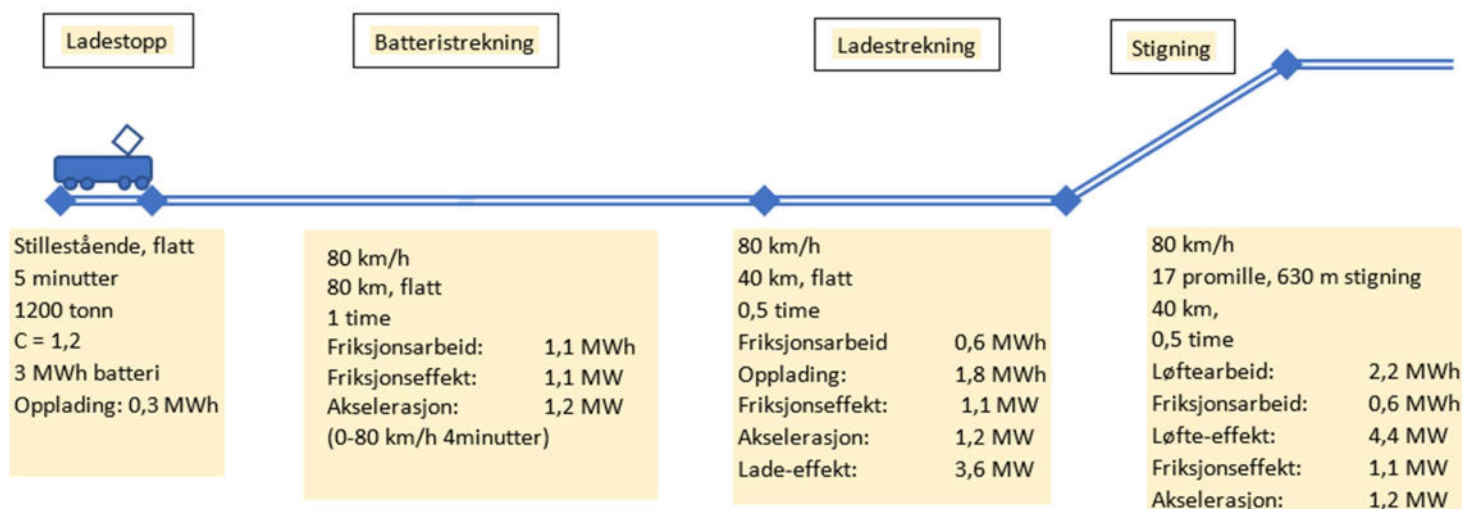 Ladestopp
Batteristrekning
Ladestrekning
Stigning
Stillestående, flatt
5 minutter
1200 tonn
C = 1,2
3 MWh batteri
Opplading: 0,3 MWh
80 km/h
80 km, flatt
1 time
Friksjonsarbeid: 1,1 MWh
Friksjonseffekt: 1,1 MW
Akselerasjon: 1,2 MW
(0-80 km/h 4minutter)
80 km/h
40 km, flatt
0,5 time
Friksjonsarbeid 0,6 MWh
Opplading: 1,8 MWh
Friksjonseffekt: 1,1 MW
Akselerasjon: 1,2 MW
Lade-effekt: 3,6 MW
80 km/h
17 promille, 630 m stigning
40 km,
0,5 time
Løftearbeid: 2,2 MWh
Friksjonsarbeid: 0,6 MWh
Løfte-effekt: 4,4 MW
Friksjonseffekt: 1,1 MW
Akselerasjon: 1,2 MW